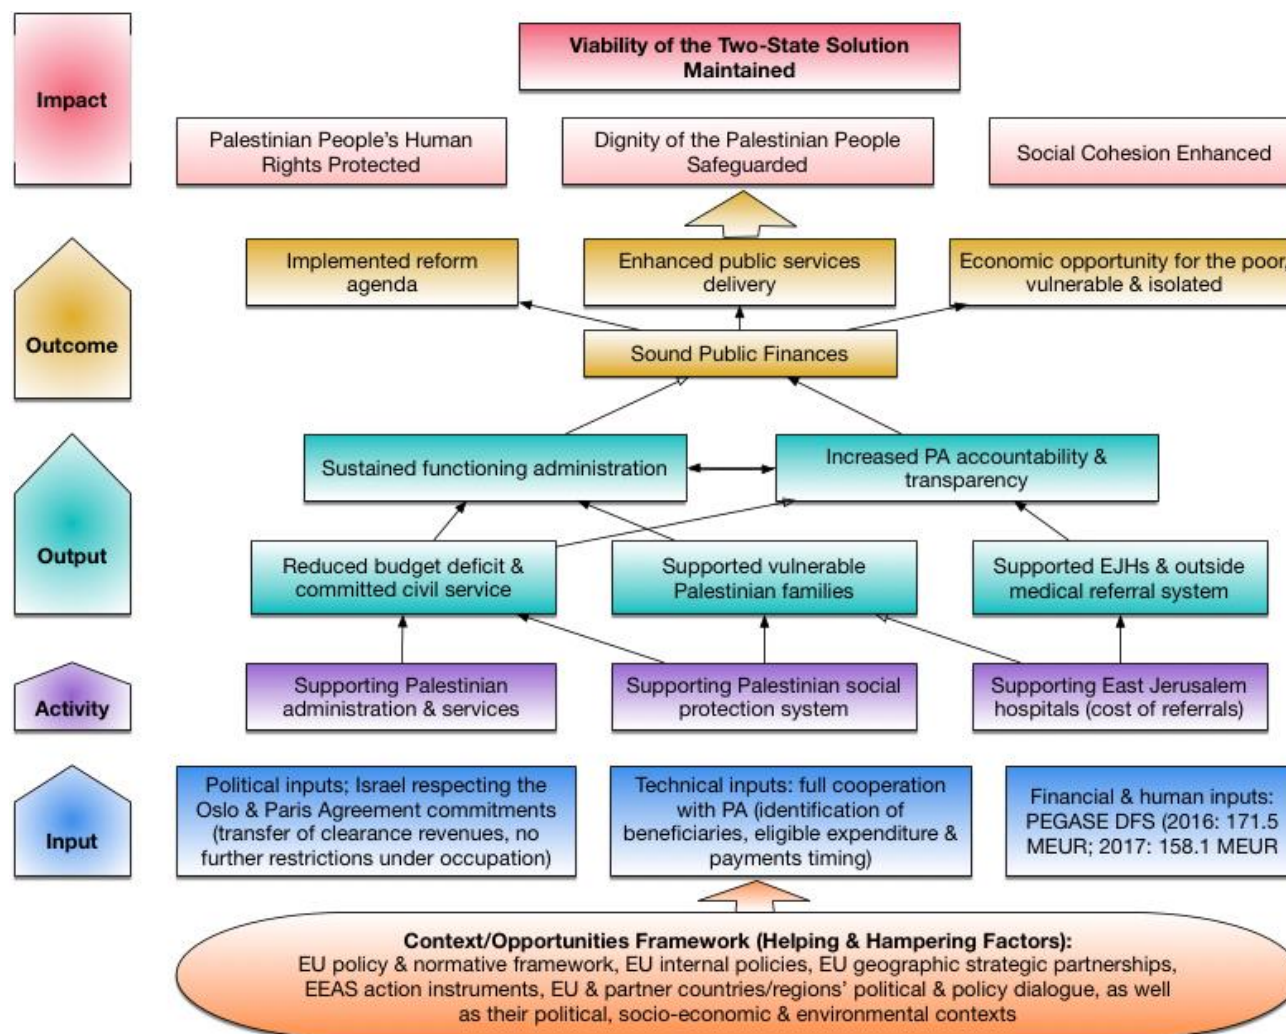 Impact
Viability of the Two-State Solution
Maintained
Palestinian People's Human
Rights Protected
Dignity of the Palestinian People
Safeguarded
Social Cohesion Enhanced
Outcome
Implemented reform
agenda
Enhanced public services
delivery
Economic opportunity for the poor,
vulnerable & isolated
Sound Public Finances
Output
Sustained functioning administration
Increased PA accountability &
transparency
Reduced budget deficit &
committed civil service
Supported vulnerable
Palestinian families
Supported EJHs & outside
medical referral system
Activity
Supporting Palestinian
administration & services
Supporting Palestinian social
protection system
Supporting East Jerusalem
hospitals (cost of referrals)
Input
Political inputs; Israel respecting the
Oslo & Paris Agreement commitments
(transfer of clearance revenues, no
further restrictions under occupation)
Technical inputs: full cooperation
with PA (identification of
beneficiaries, eligible expenditure &
payments timing)
Financial & human inputs:
PEGASE DFS (2016: 171.5
MEUR; 2017: 158.1 MEUR
Context/Opportunities Framework (Helping & Hampering Factors):
EU policy & normative framework, EU internal policies, EU geographic strategic partnerships,
EEAS action instruments, EU & partner countries/regions' political & policy dialogue, as well
as their political, socio-economic & environmental contexts